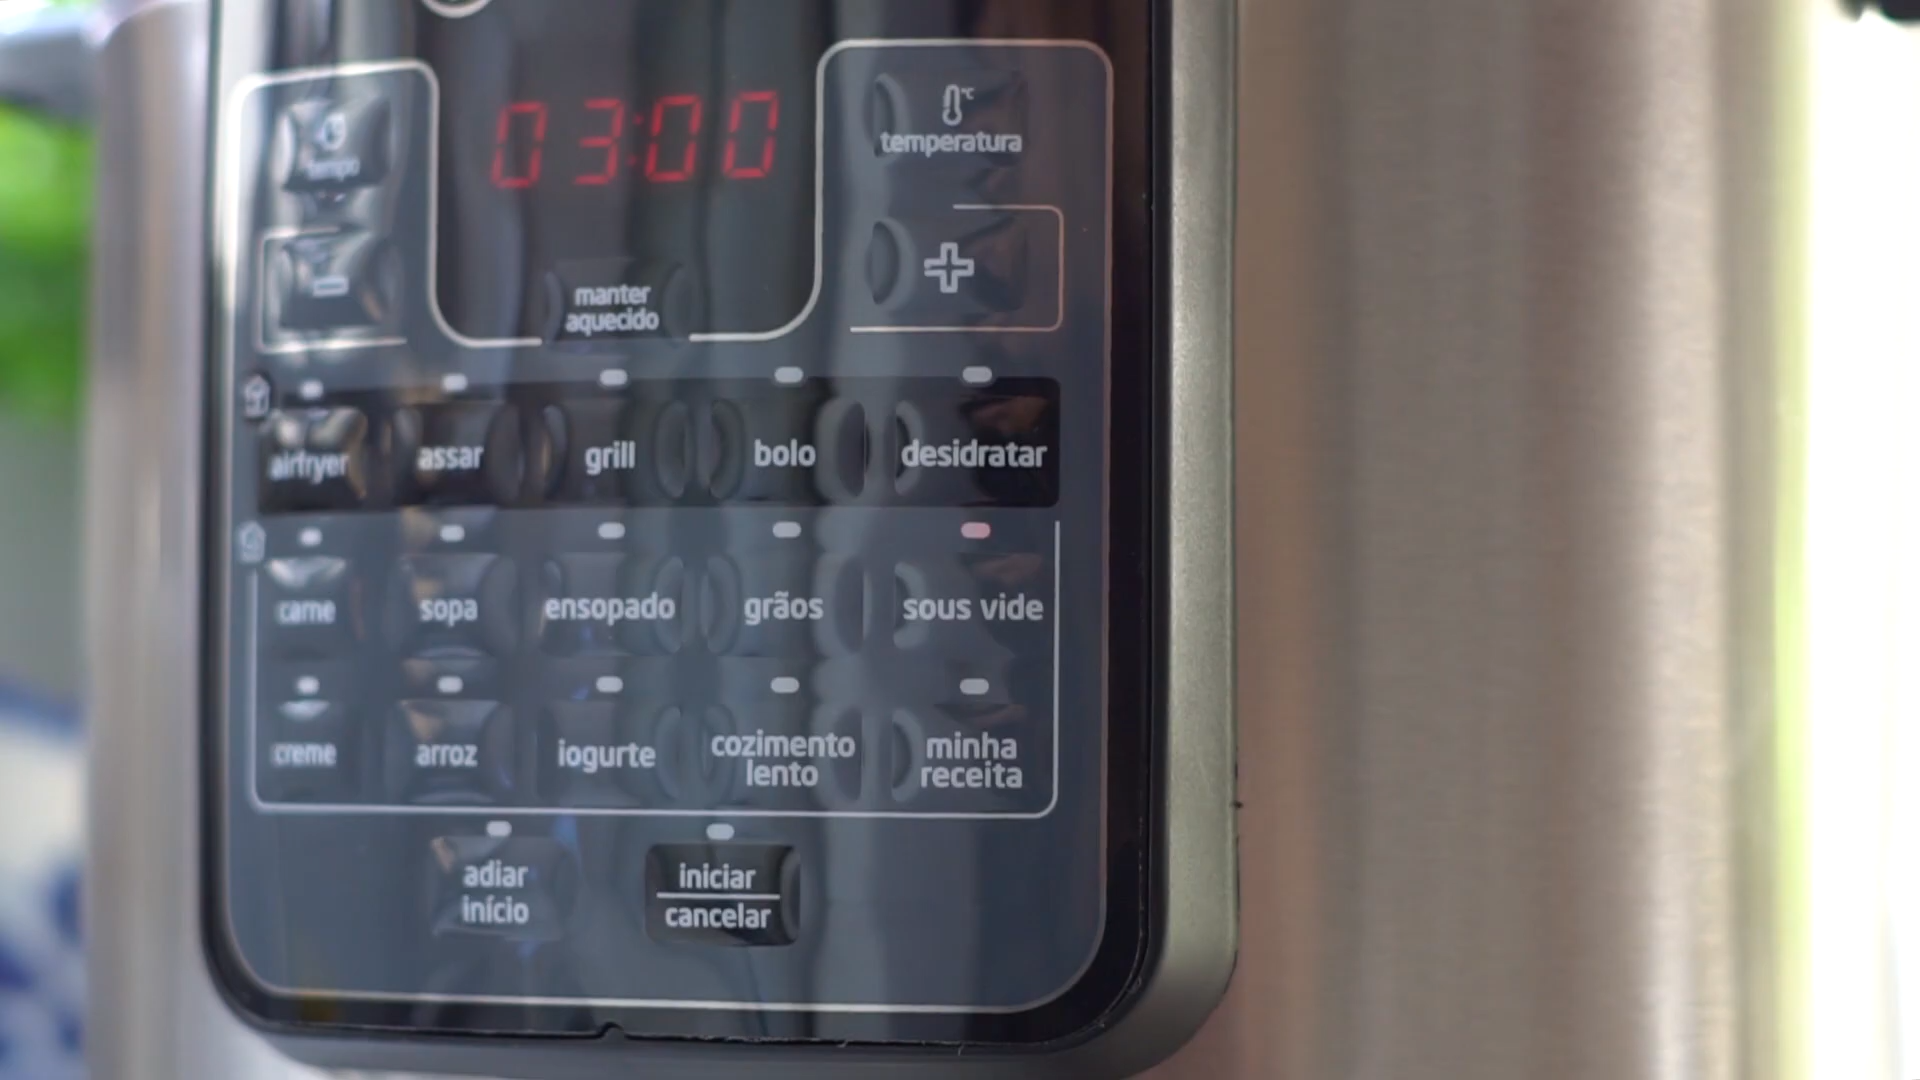 03:00
tempo
°C
temperatura
manter
aquecido
airfryer
assar
grill
bolo
desidratar
carne
sopa
ensopado
grãos
sous vide
creme
arroz
iogurte
cozimento
lento
minha
receita
adiar
início
iniciar
cancelar